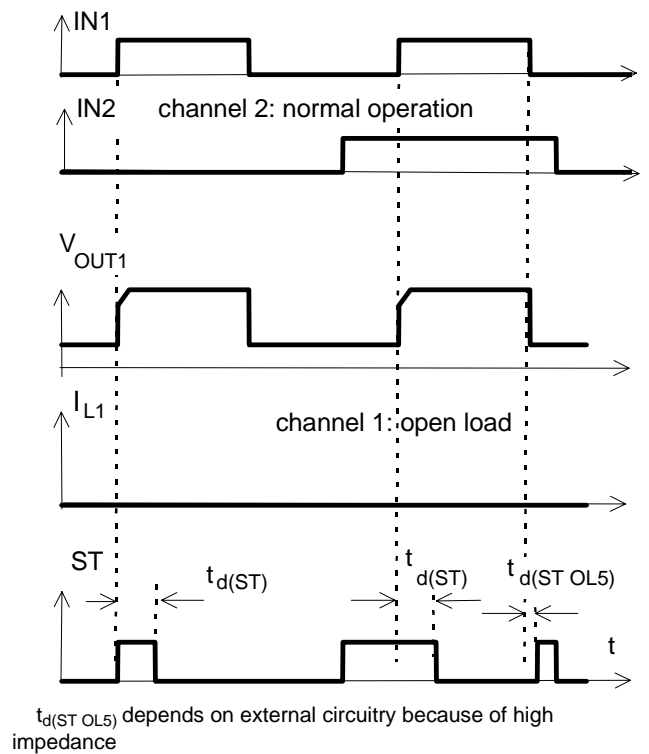 IN1
IN2 channel 2: normal operation
VOUT1
IL1
channel 1: open load
ST
td(ST)
td(ST)
td(ST OL5)
t
td(ST OL5) depends on external circuitry because of high
impedance